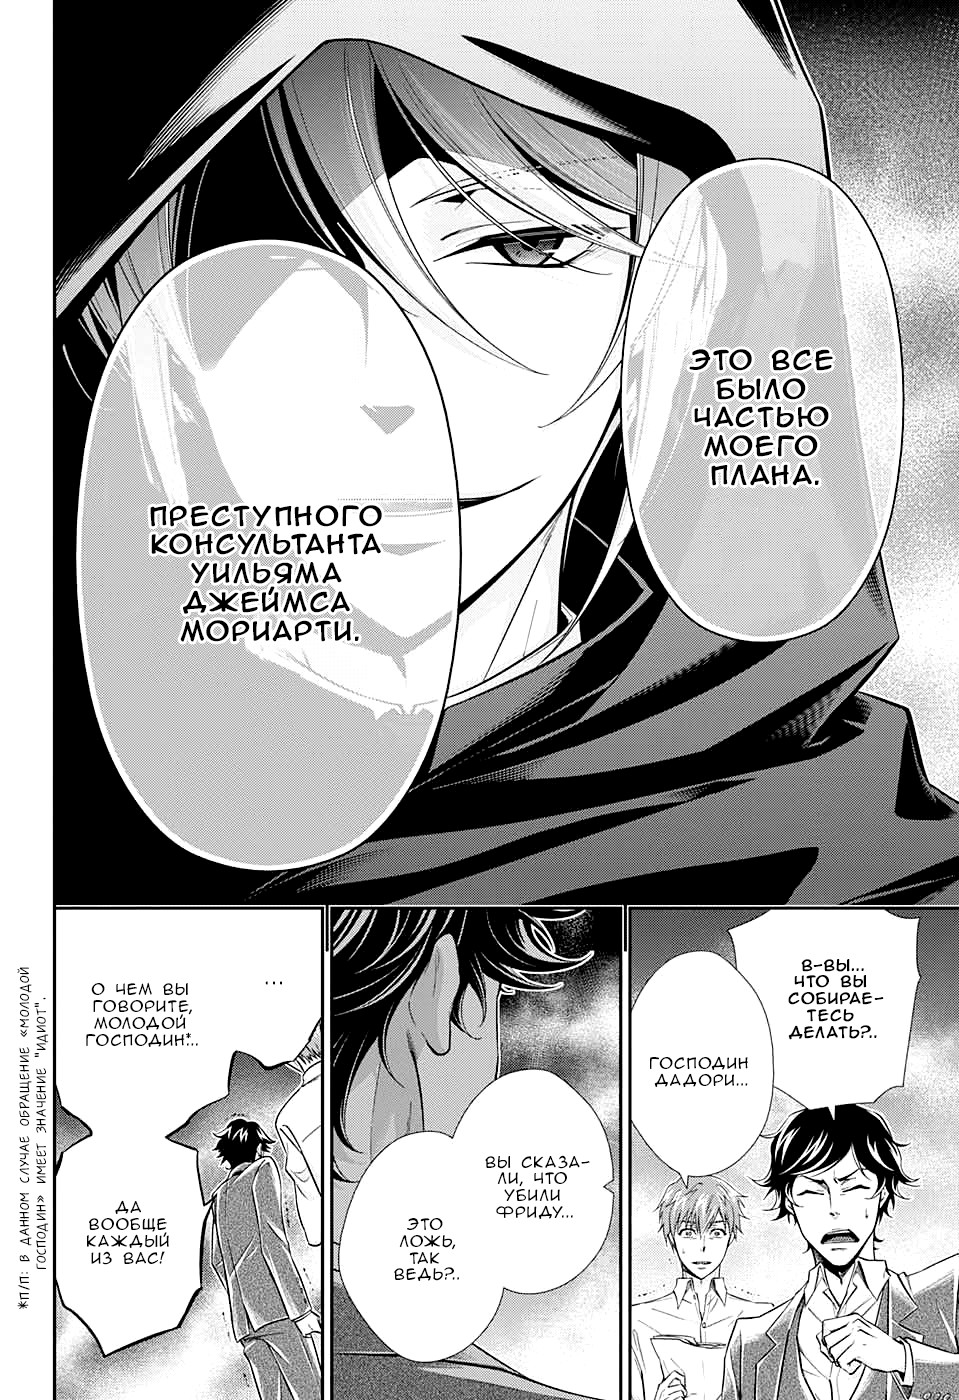 ЭТО ВСЕ
БЫЛО
ЧАСТЬЮ
МОЕГО
ПЛАНА.
ПРЕСТУПНОГО
КОНСУЛЬТАНТА
УИЛЬЯМА
ДЖЕЙМСА
МОРИАРТИ.
В-ВЫ...
ЧТО ВЫ
СОБИРАЕ-
ТЕСЬ
ДЕЛАТЬ?..
ГОСПОДИН
ДАДОРИ...
ВЫ СКАЗА-
ЛИ, ЧТО
УБИЛИ
ФРИДУ...
ЭТО
ЛОЖЬ,
ТАК
ВЕДЬ?..
...
О ЧЕМ ВЫ
ГОВОРИТЕ,
МОЛОДОЙ
ГОСПОДИН*..
ДА
ВООБЩЕ
КАЖДЫЙ
ИЗ ВАС!
*П/П: В ДАННОМ СЛУЧАЕ ОБРАЩЕНИЕ «МОЛОДОЙ
ГОСПОДИН» ИМЕЕТ ЗНАЧЕНИЕ "ИДИОТ".